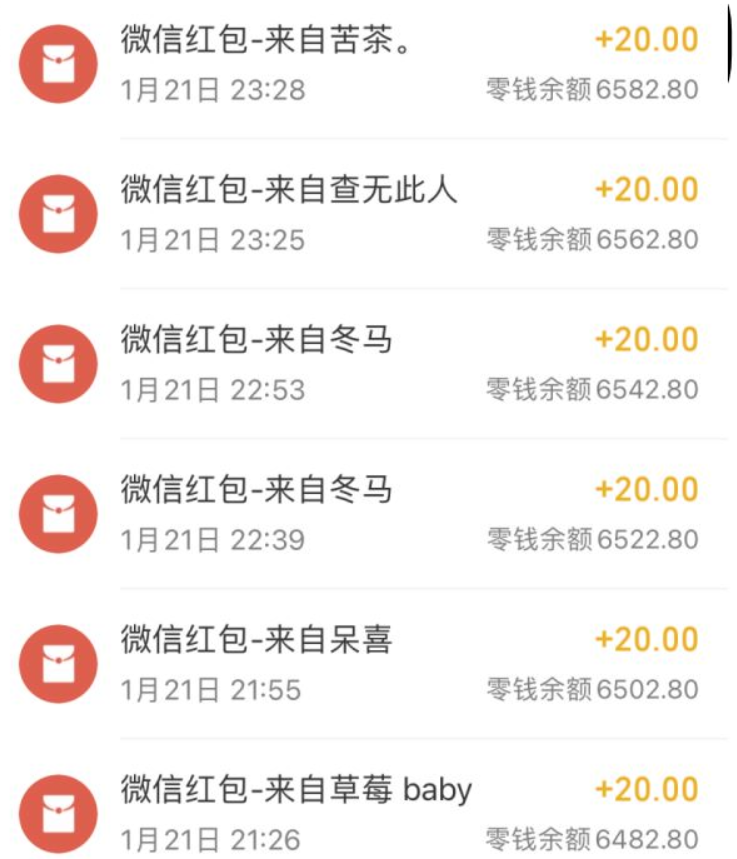 微信红包-来自苦茶。 +20.00
1月21日 23:28 零钱余额6582.80
微信红包-来自查无此人 +20.00
1月21日 23:25 零钱余额6562.80
微信红包-来自冬马 +20.00
1月21日 22:53 零钱余额6542.80
微信红包-来自冬马 +20.00
1月21日 22:39 零钱余额6522.80
微信红包-来自呆喜 +20.00
1月21日 21:55 零钱余额6502.80
微信红包-来自草莓 baby +20.00
1月21日 21:26 零钱余额6482.80